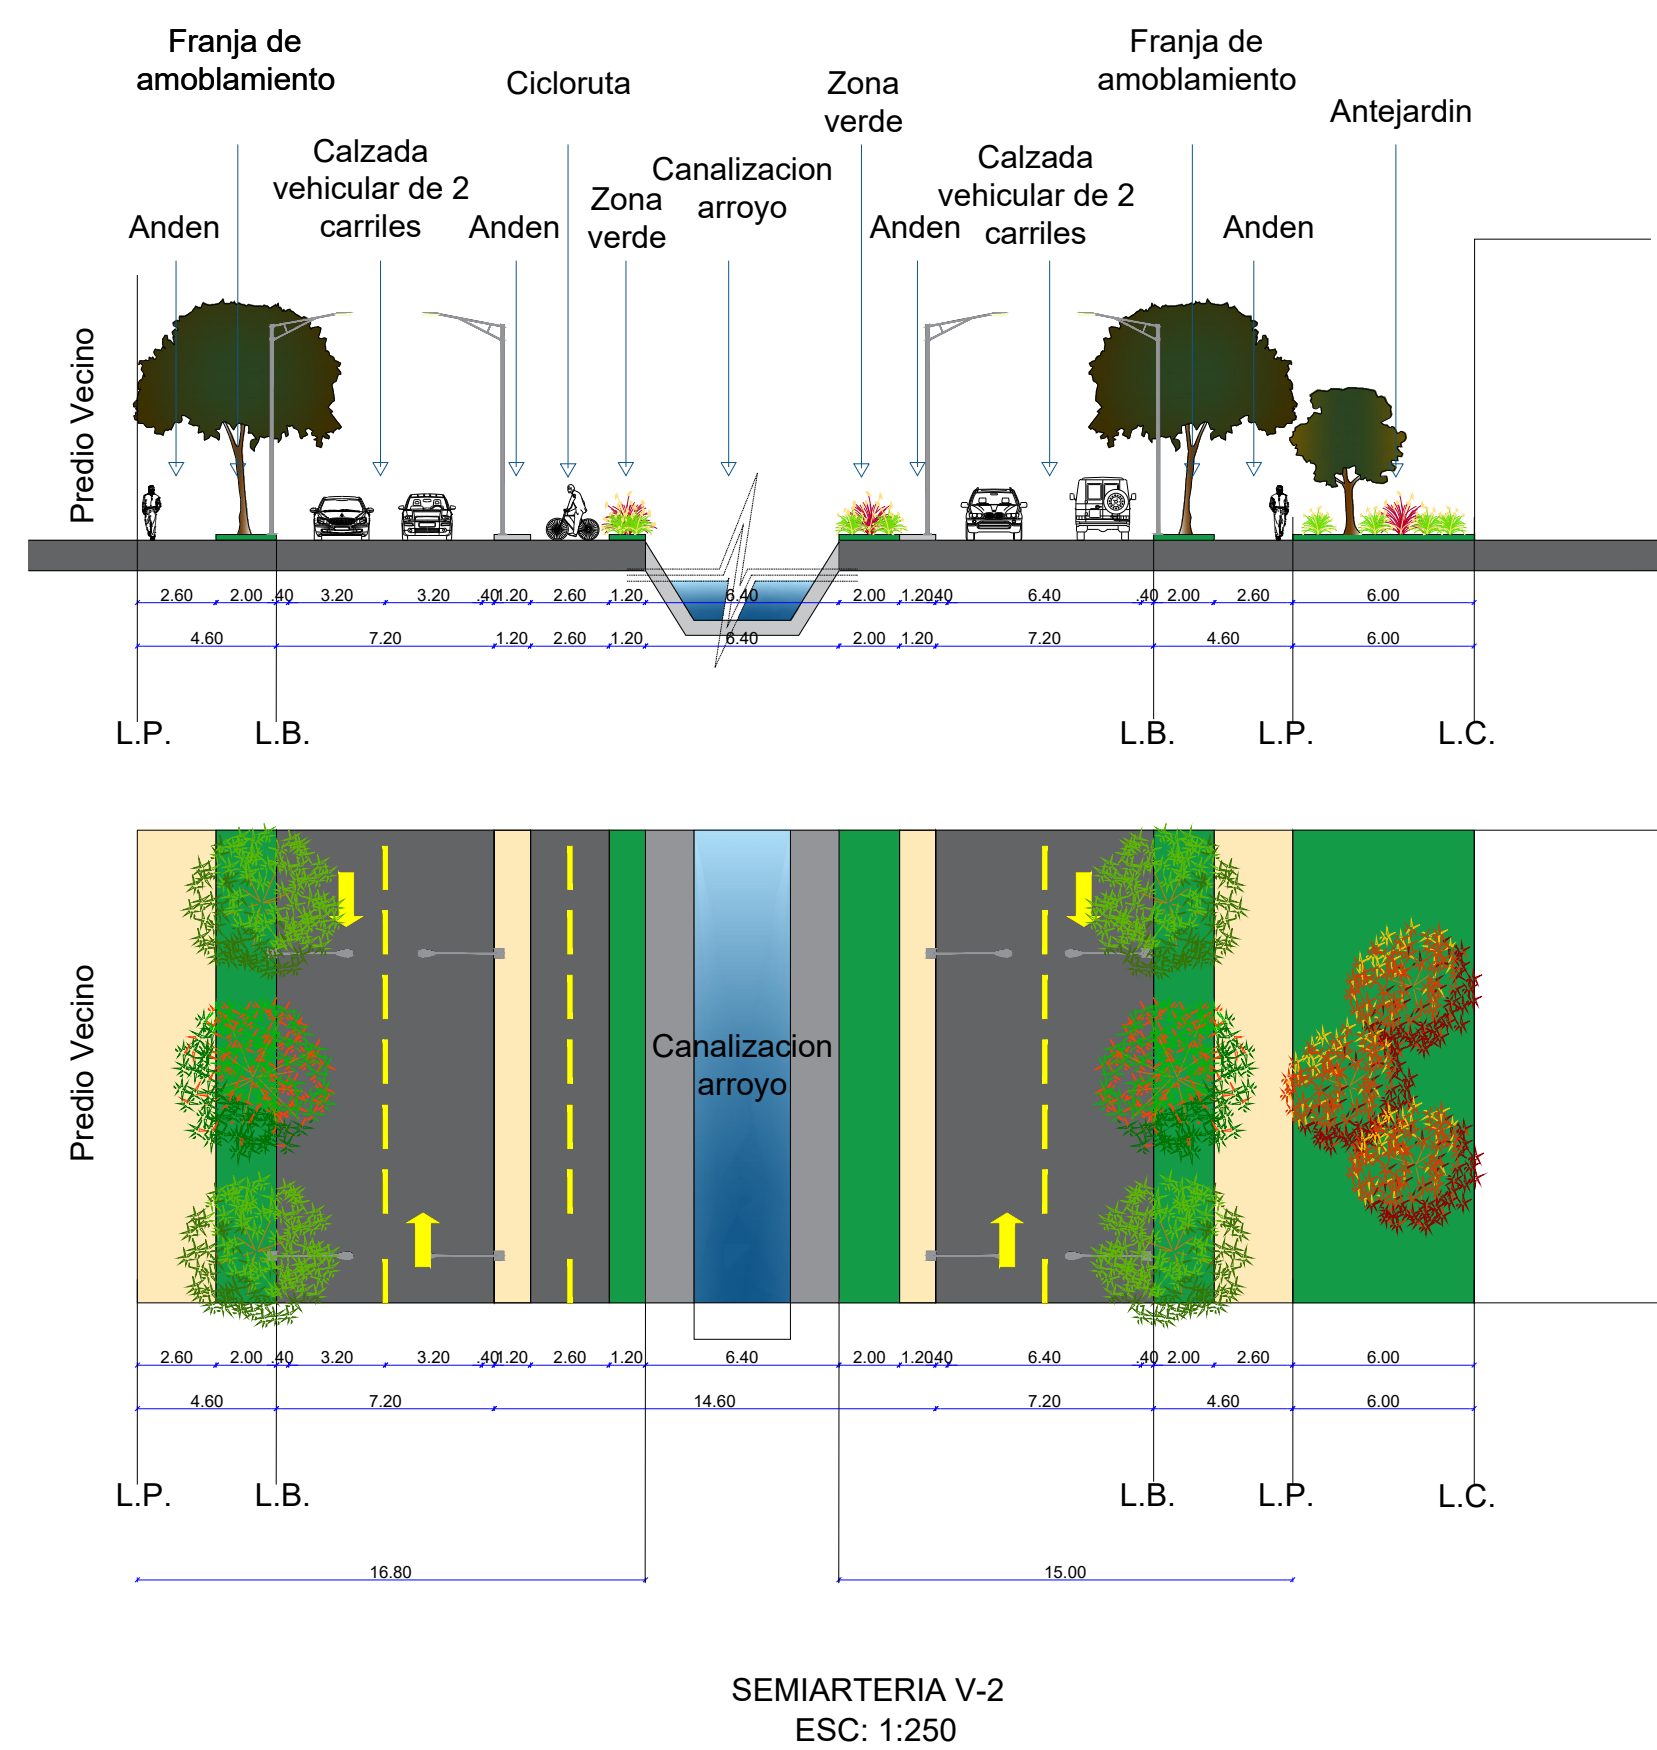 Franja de
amoblamiento
Cicloruta
Zona
verde
Franja de
amoblamiento
Antejardin
Anden
Calzada
vehicular de 2
carriles
Anden
Zona
verde
Canalizacion
arroyo
Anden
Calzada
vehicular de 2
carriles
Anden
Predio Vecino
2.60 2.00 .40 3.20 3.20 .40 1.20 2.60 1.20 6.40 2.00 1.20 .40 6.40 .40 2.00 2.60 6.00
4.60 7.20 1.20 2.60 1.20 6.40 2.00 1.20 7.20 4.60 6.00
L.P. L.B. L.B. L.P. L.C.
Predio Vecino
Canalizacion
arroyo
2.60 2.00 .40 3.20 3.20 .40 1.20 2.60 1.20 6.40 2.00 1.20 .40 6.40 .40 2.00 2.60 6.00
4.60 7.20 14.60 7.20 4.60 6.00
L.P. L.B. L.B. L.P. L.C.
16.80 15.00
SEMIARTERIA V-2
ESC: 1:250